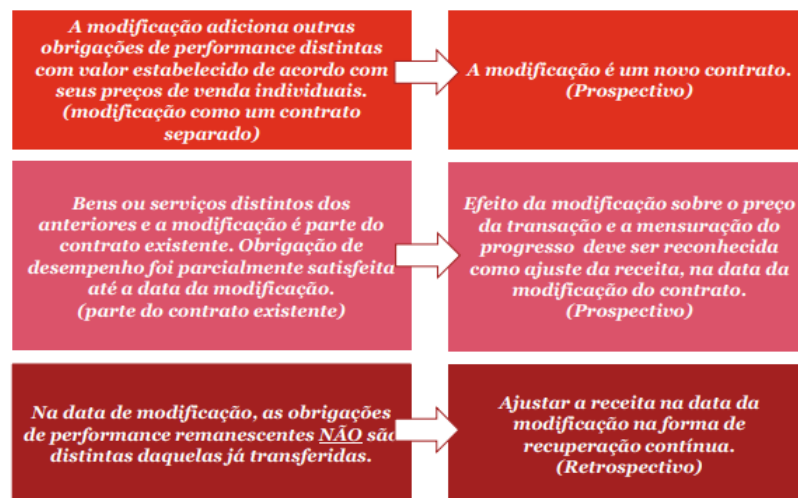 A modificação adiciona outras
obrigações de performance distintas
com valor estabelecido de acordo com
seus preços de venda individuais.
(modificação como um contrato
separado)
A modificação é um novo contrato.
(Prospectivo)
Bens ou serviços distintos dos
anteriores e a modificação é parte do
contrato existente. Obrigação de
desempenho foi parcialmente satisfeita
até a data da modificação.
(parte do contrato existente)
Efeito da modificação sobre o preço
da transação e a mensuração do
progresso deve ser reconhecida
como ajuste da receita, na data da
modificação do contrato.
(Prospectivo)
Na data de modificação, as obrigações
de performance remanescentes NÃO são
distintas daquelas já transferidas.
Ajustar a receita na data da
modificação na forma de
recuperação contínua.
(Retrospectivo)